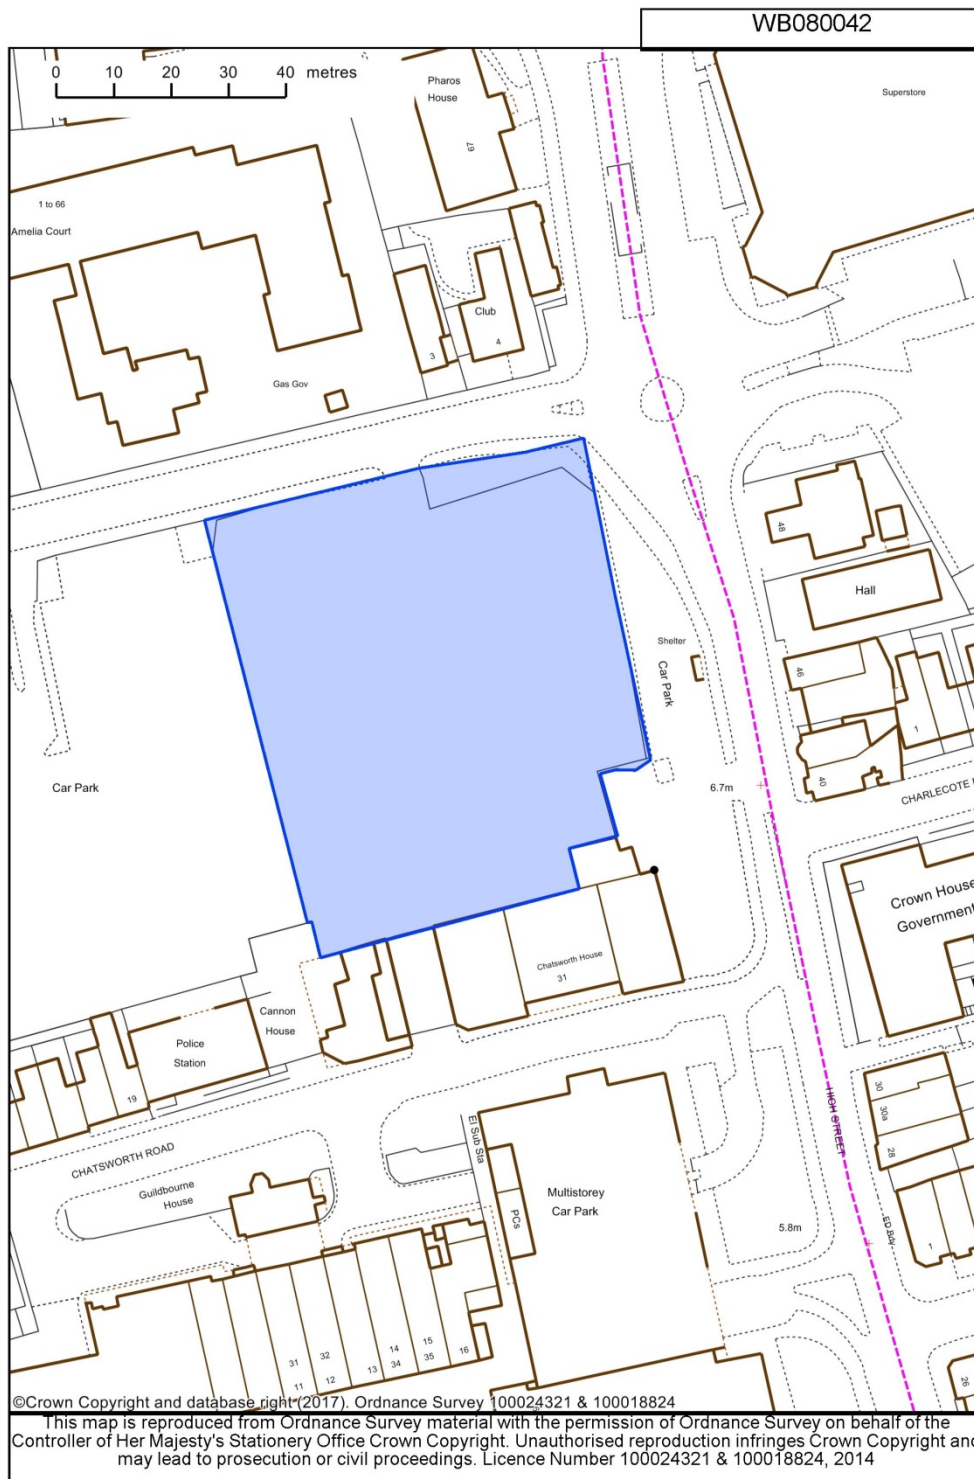 WB080042
0 10 20 30 40 metres
Pharos
House
67
Superstore
1 to 66
Amelia Court
Club
3
4
Gas Gov
48
Hall
Shelter
Car Park
46
1
40
Car Park
6.7m
CHARLECOTE
Crown House
Government
Chatsworth House
31
Cannon
House
Police
Station
19
CHATSWORTH ROAD
Guildbourne
House
El Sub Sta
PCs
Multistorey
Car Park
HIGH STREET
30
30a
28
ED Bdy
5.8m
1
31
32
14
15
11
12
13
34
35
16
26
©Crown Copyright and database right (2017). Ordnance Survey 100024321 & 100018824
This map is reproduced from Ordnance Survey material with the permission of Ordnance Survey on behalf of the
Controller of Her Majesty's Stationery Office Crown Copyright. Unauthorised reproduction infringes Crown Copyright and
may lead to prosecution or civil proceedings. Licence Number 100024321 & 100018824, 2014